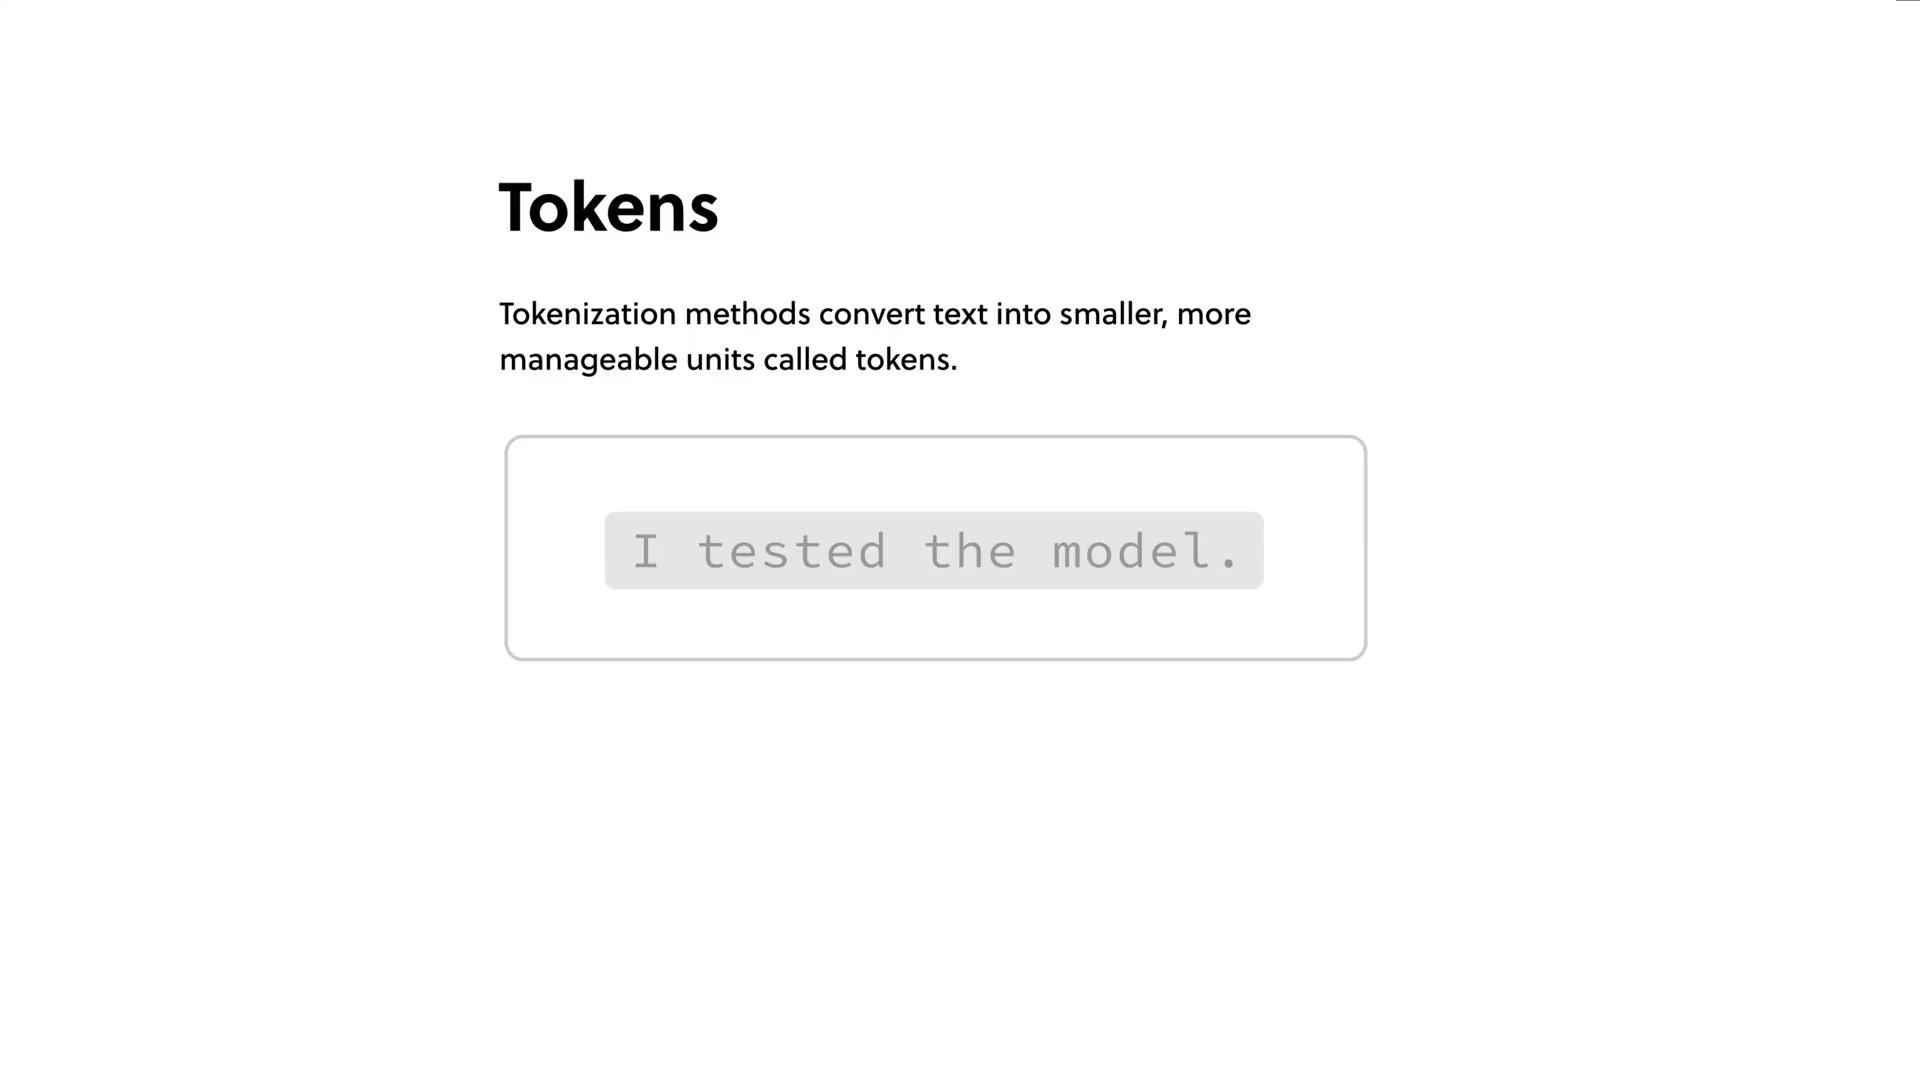 Tokens
Tokenization methods convert text into smaller, more
manageable units called tokens.
I tested the model.